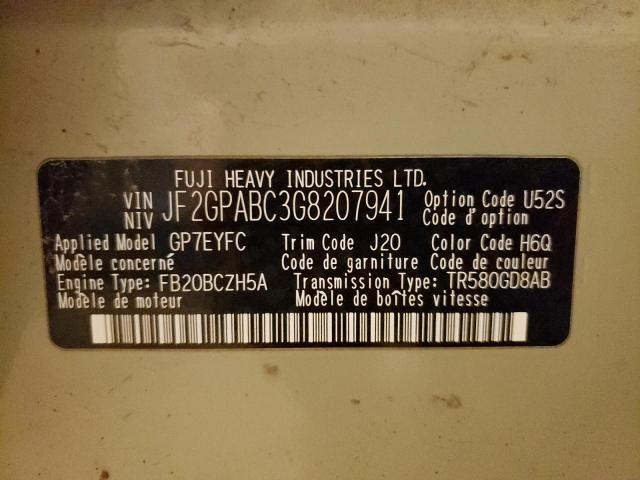 FUJI HEAVY INDUSTRIES LTD.
VIN NIV JF2GPABC3G8207941 Option Code U52S
Code d'option
Applied Model GP7EYFC Trim Code J20 Color Code H6Q
Modèle concerné Code de garniture Code de couleur
Engine Type: FB20BCZH5A Transmission Type: TR580GD8AB
Modèle de moteur Modèle de boîtes vitesse